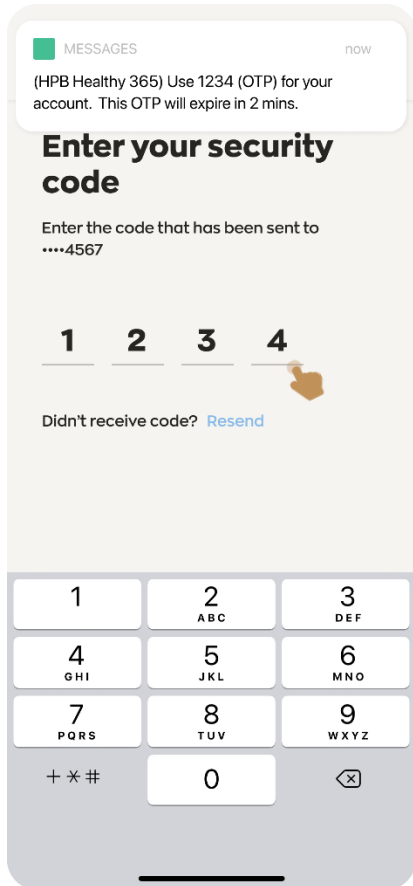 MESSAGES now
(HPB Healthy 365) Use 1234 (OTP) for your
account. This OTP will expire in 2 mins.
Enter your security
code
Enter the code that has been sent to
••••4567
1 2 3 4
Didn't receive code? Resend
1 2 3
ABC DEF
4 5 6
GHI JKL MNO
7 8 9
PQRS TUV WXYZ
+*# 0